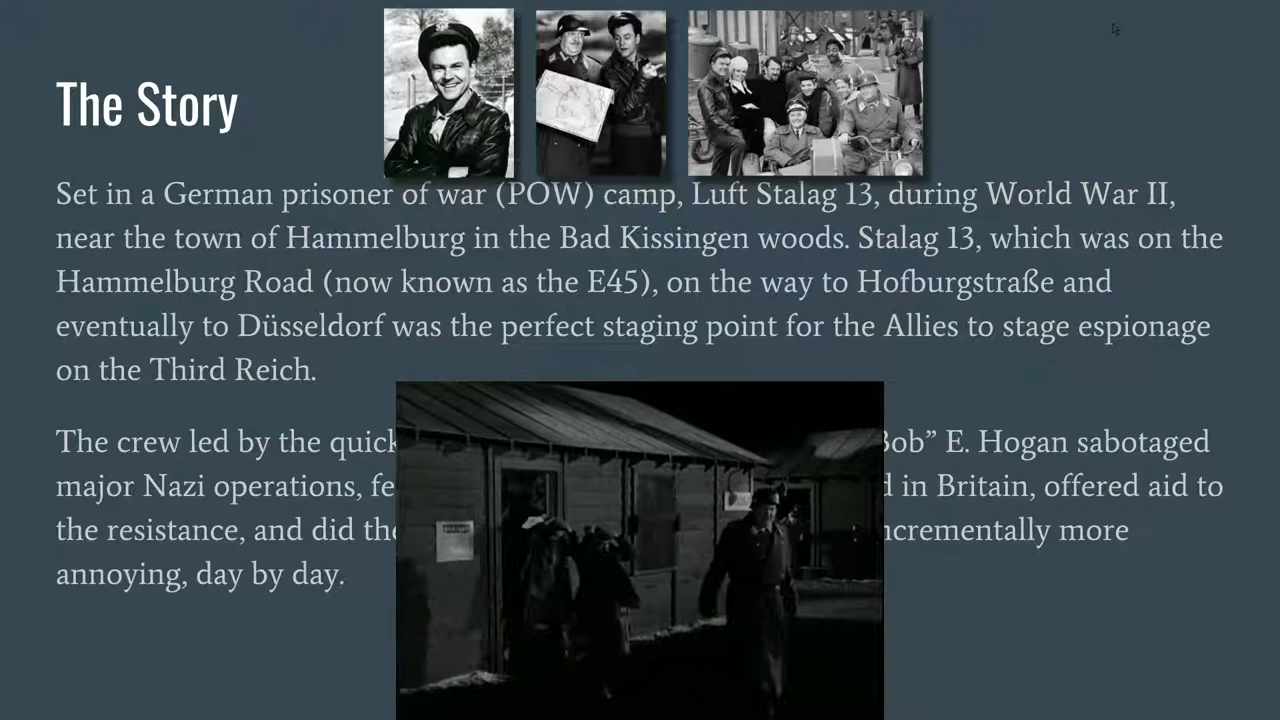 The Story
Set in a German prisoner of war (POW) camp, Luft Stalag 13, during World War II,
near the town of Hammelburg in the Bad Kissingen woods. Stalag 13, which was on the
Hammelburg Road (now known as the E45), on the way to Hofburgstraße and
eventually to Düsseldorf was the perfect staging point for the Allies to stage espionage
on the Third Reich.
The crew led by the quick Bob” E. Hogan sabotaged
major Nazi operations, in Britain, offered aid to
the resistance, and did more
annoying, day by day.